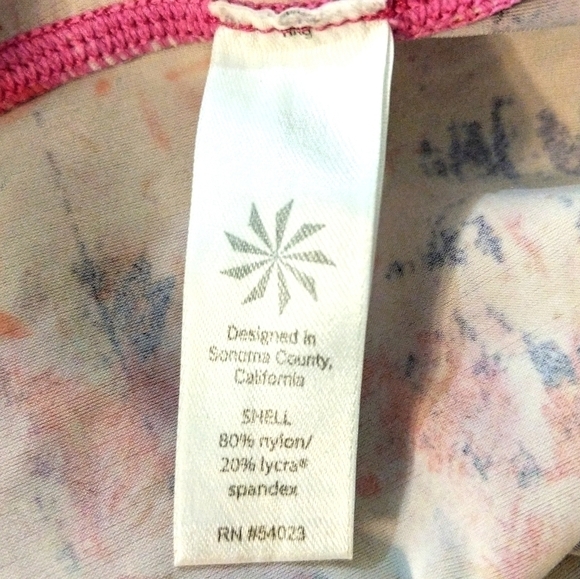 Designed in
Sonoma County,
California
SHELL
80% nylon/
20% lycra®
spandex
RN #54023